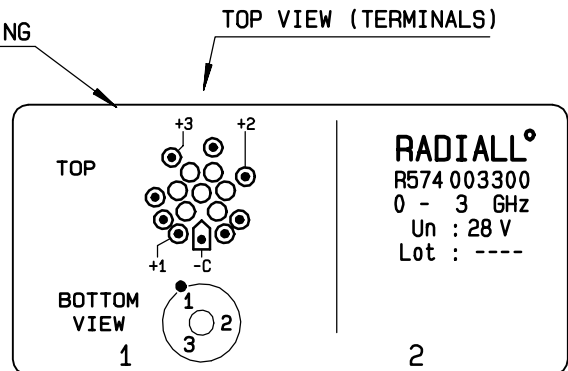 NG
TOP VIEW (TERMINALS)
+3 +2
TOP
+1 -C
BOTTOM
VIEW
1
2
3
1
RADIALL°
R574 003300
0 - 3 GHz
Un : 28 V
Lot : ----
2